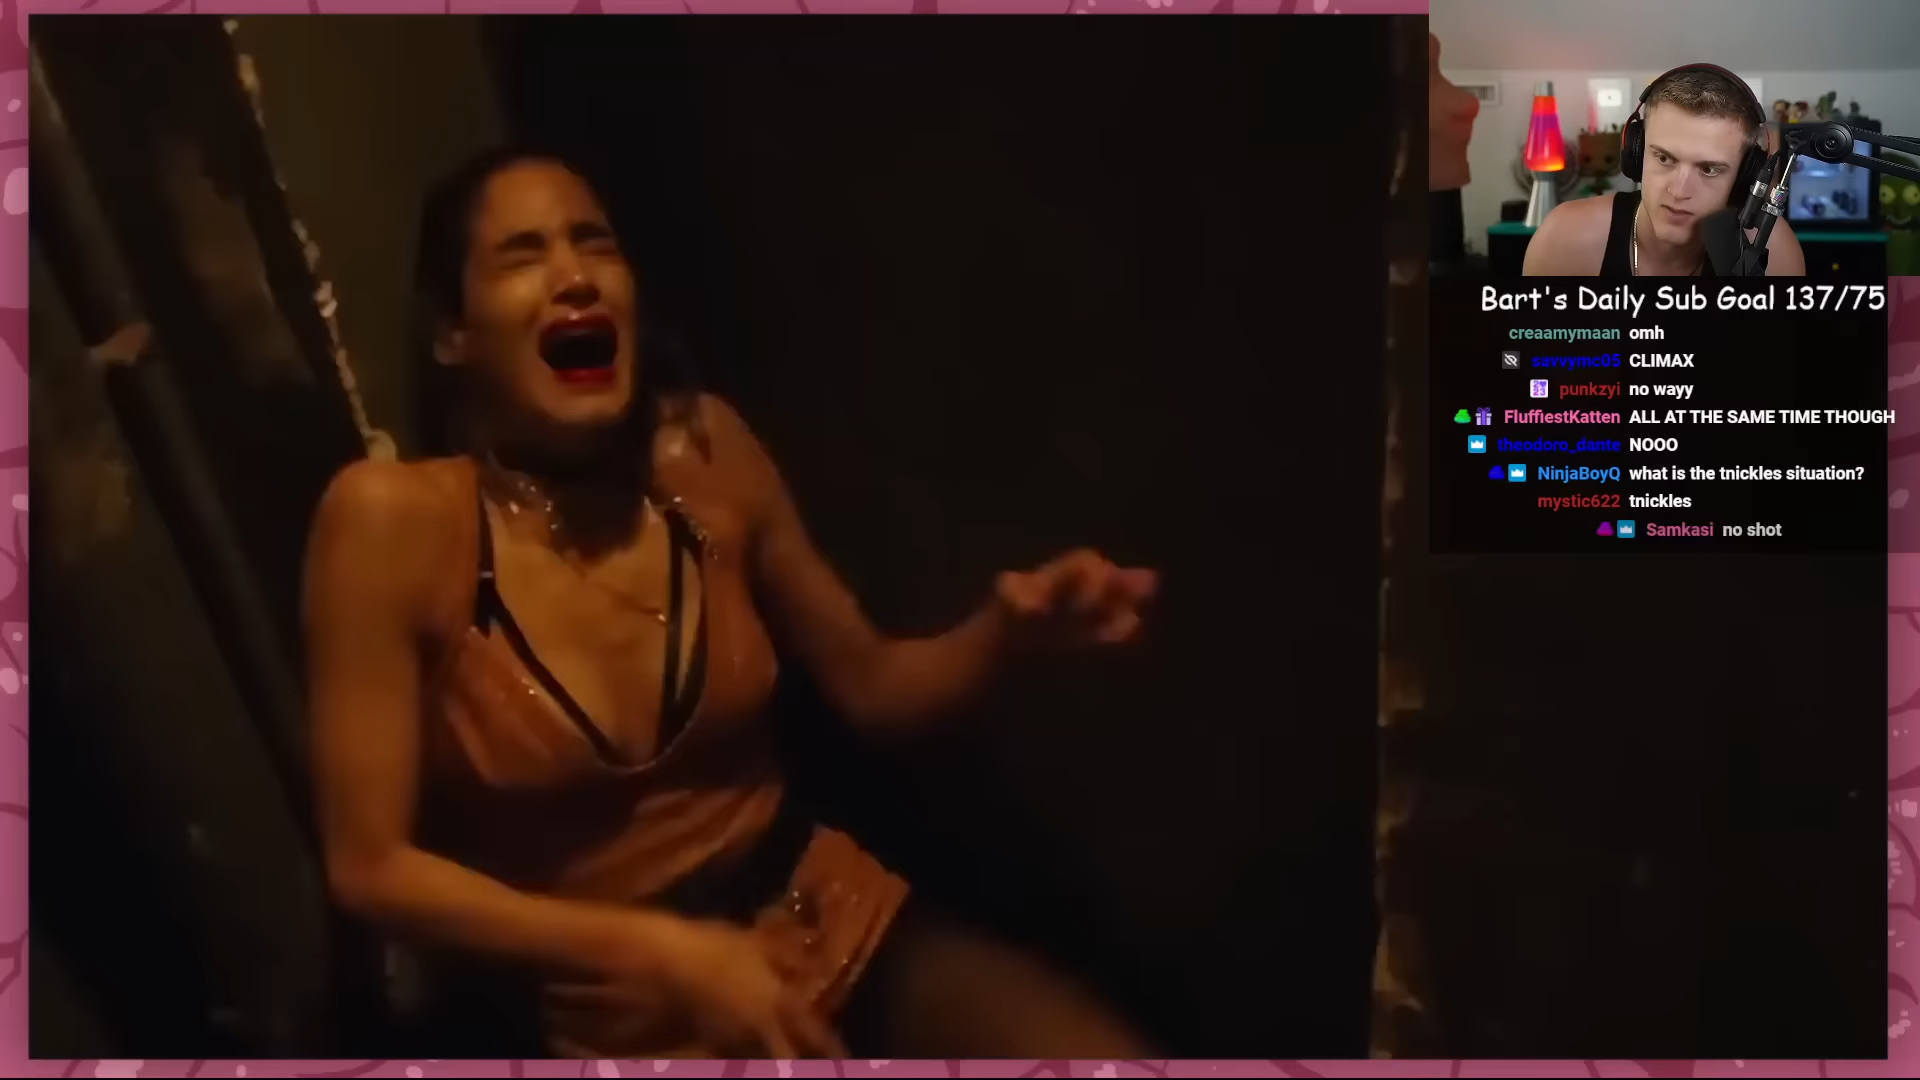 Bart's Daily Sub Goal 137/75
creaamymaan omh
savvymc05 CLIMAX
punkzyi no wayy
FluffiestKatten ALL AT THE SAME TIME THOUGH
theodoro_dante NOOO
NinjaBoyQ what is the tnickles situation?
mystic622 tnickles
Samkasi no shot